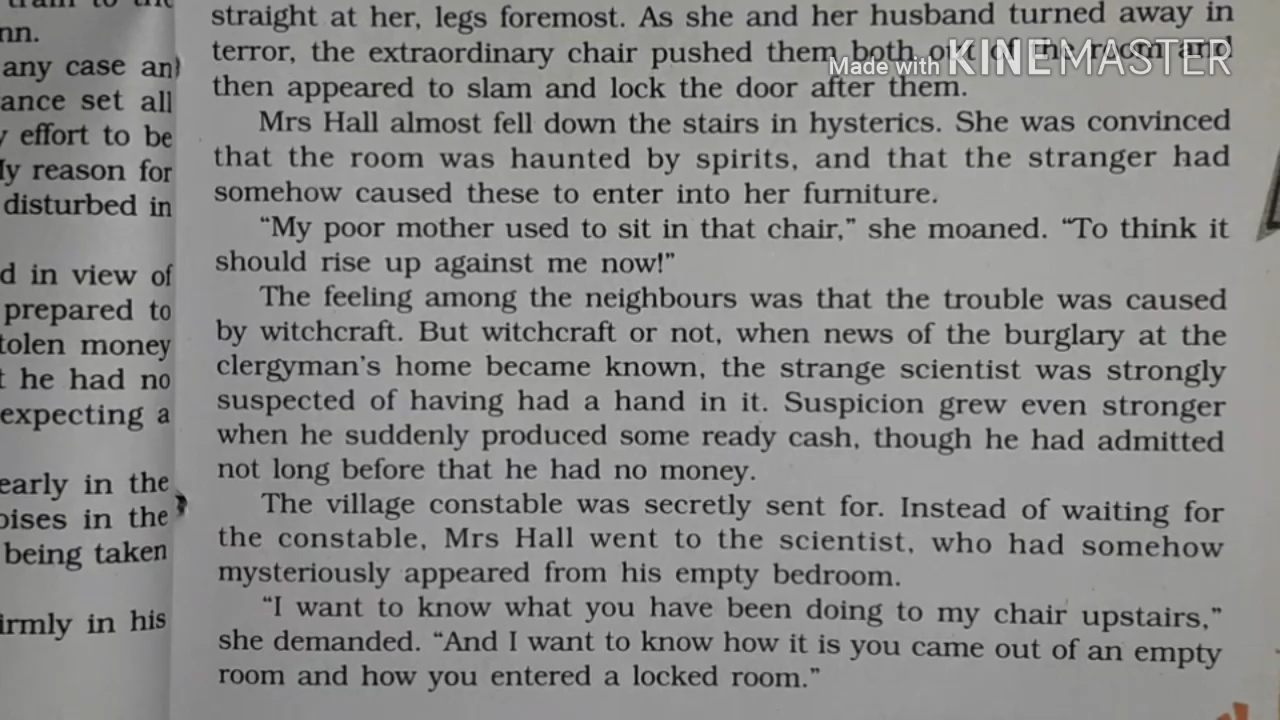 nn.
any case an
ance set all
effort to be
ly reason for
disturbed in
d in view of
prepared to
tolen money
t he had no
expecting a
early in the
oises in the
being taken
irmly in his
straight at her, legs foremost. As she and her husband turned away in
terror, the extraordinary chair pushed them both out of the room and
Made with KINEMASTER
then appeared to slam and lock the door after them.
Mrs Hall almost fell down the stairs in hysterics. She was convinced
that the room was haunted by spirits, and that the stranger had
somehow caused these to enter into her furniture.
“My poor mother used to sit in that chair,” she moaned. “To think it
should rise up against me now!”
The feeling among the neighbours was that the trouble was caused
by witchcraft. But witchcraft or not, when news of the burglary at the
clergyman's home became known, the strange scientist was strongly
suspected of having had a hand in it. Suspicion grew even stronger
when he suddenly produced some ready cash, though he had admitted
not long before that he had no money.
The village constable was secretly sent for. Instead of waiting for
the constable, Mrs Hall went to the scientist, who had somehow
mysteriously appeared from his empty bedroom.
“I want to know what you have been doing to my chair upstairs,”
she demanded. “And I want to know how it is you came out of an empty
room and how you entered a locked room.”